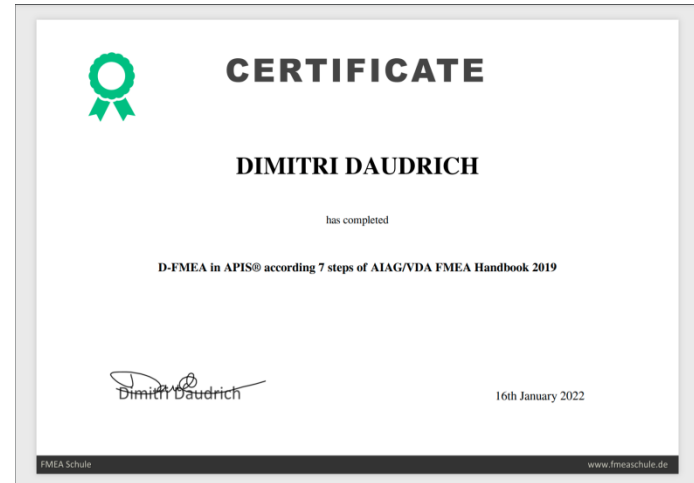 CERTIFICATE
DIMITRI DAUDRICH
has completed
D-FMEA in APIS® according 7 steps of AIAG/VDA FMEA Handbook 2019
Dimitri Daudrich
16th January 2022
FMEA Schule
www.fmeaschule.de